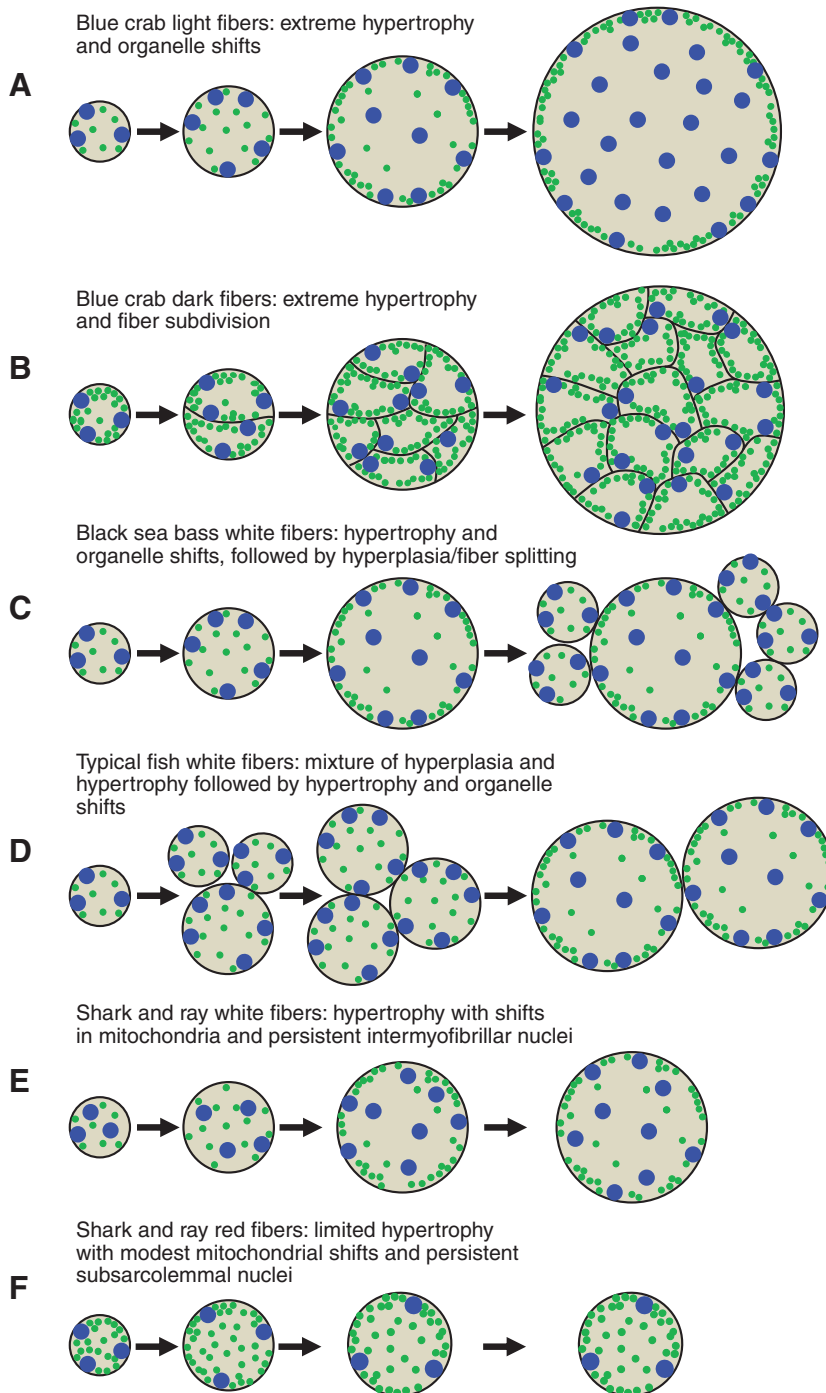 Blue crab light fibers: extreme hypertrophy
and organelle shifts
A
Blue crab dark fibers: extreme hypertrophy
and fiber subdivision
B
Black sea bass white fibers: hypertrophy and
organelle shifts, followed by hyperplasia/fiber splitting
C
Typical fish white fibers: mixture of hyperplasia and
hypertrophy followed by hypertrophy and organelle
shifts
D
Shark and ray white fibers: hypertrophy with shifts
in mitochondria and persistent intermyofibrillar nuclei
E
Shark and ray red fibers: limited hypertrophy
with modest mitochondrial shifts and persistent
subsarcolemmal nuclei
F